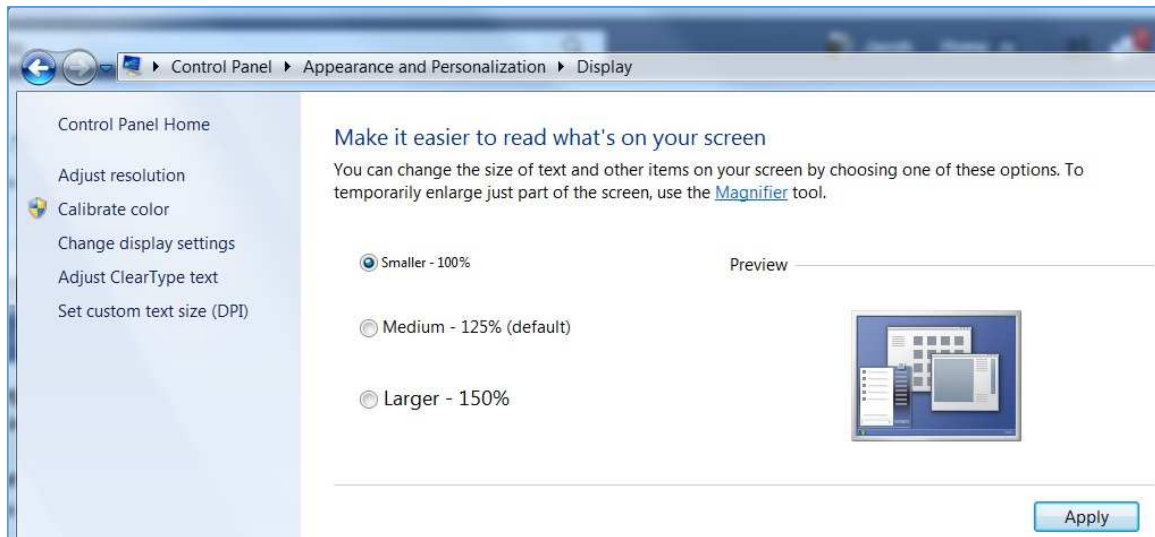 Control Panel Appearance and Personalization Display
Control Panel Home
Adjust resolution
Calibrate color
Change display settings
Adjust ClearType text
Set custom text size (DPI)
Make it easier to read what's on your screen
You can change the size of text and other items on your screen by choosing one of these options. To
temporarily enlarge just part of the screen, use the Magnifier tool.
Smaller - 100%
Preview
Medium - 125% (default)
Larger - 150%
Apply